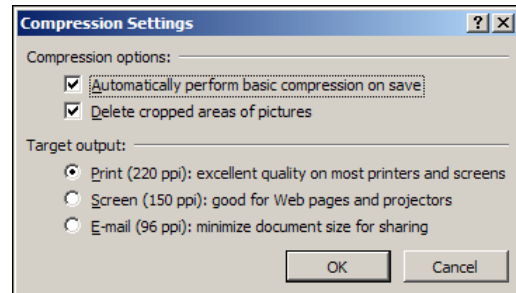 Compression Settings
Compression options:
Automatically perform basic compression on save
Delete cropped areas of pictures
Target output:
Print (220 ppi): excellent quality on most printers and screens
Screen (150 ppi): good for Web pages and projectors
E-mail (96 ppi): minimize document size for sharing
OK Cancel